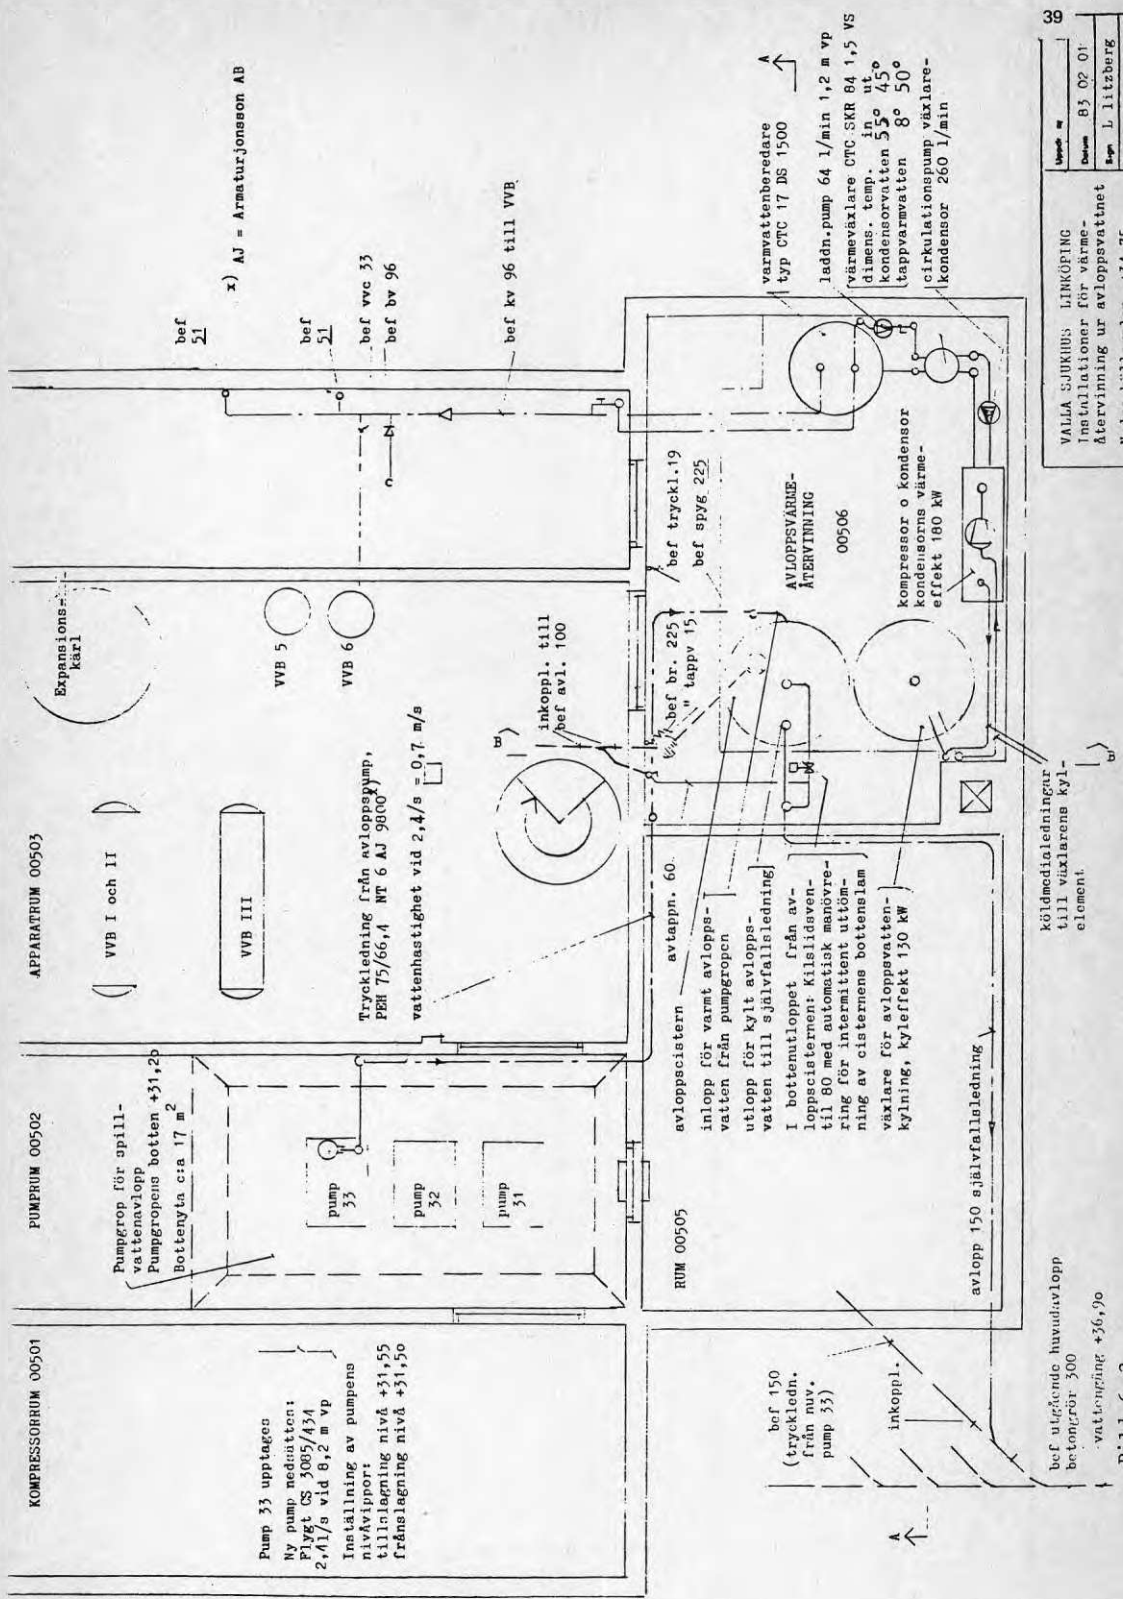 39
KOMPRESSORRUM 00501
PUMPRUM 00502
APPARATRUM 00503
Pump 33 upptages
Ny pump nedsättes:
Flygt CS 3085/434
2,4l/s vid 8,2 m vp
Inställning av pumpens
nivåvippor:
tillslagning nivå +31,55
frånslagning nivå +31,50
Pumpgrop för spill-
vattenavlopp
Pumpgropens botten +31,20
Bottenyta c:a 17 m2
pump
33
pump
32
pump
31
VVB I och II
VVB III
Expansions-
kärl
VVB 5
VVB 6
Tryckledning från avloppspump,
PEH 75/66,4 NT 6 AJ 9800x)
vattenhastighet vid 2,4/s = 0,7 m/s
B
inkoppl. till
bef avl. 100
x) AJ = Armaturjonsson AB
bef
51
bef
51
bef vvc 33
bef bv 96
bef kv 96 till VVB
RUM 00505
avtappn. 60
avloppscistern
inlopp för varmt avlopps-
vatten från pumpgropen
utlopp för kylt avlopps-
vatten till självfallsledning
I bottenutloppet från av-
loppscisternen: Kilslidsven-
til 80 med automatisk manövre-
ring för intermittent uttöm-
ning av cisternens bottenslam
växlare för avloppsvatten-
kylning, kyleffekt 130 kW
bef br. 225
" tappv 15
bef tryckl.19
bef spyg 225
AVLOPPSVÄRME-
ÅTERVINNING
00506
kompressor o kondensor
kondensorns värme-
effekt 180 kW
A
varmvattenberedare
typ CTC 17 DS 1500
laddn.pump 64 l/min 1,2 m vp
värmeväxlare CTC SKR 84 1,5 VS
dimens. temp. in ut
kondensorvatten 55° 45°
tappvarmvatten 8° 50°
cirkulationspump växlare-
kondensor 260 l/min
avlopp 150 självfallsledning
köldmedialedningar
till växlarens kyl-
element
B
bef 150
(tryckledn.
från nuv.
pump 33)
inkoppl.
A
bef utgående huvudavlopp
betongrör 300
vattengång +36,90
VALLA SJUKHUS LINKÖPING
Installationer för värme-
återvinning ur avloppsvattnet
Datum 83 02 01
Sign L litzberg